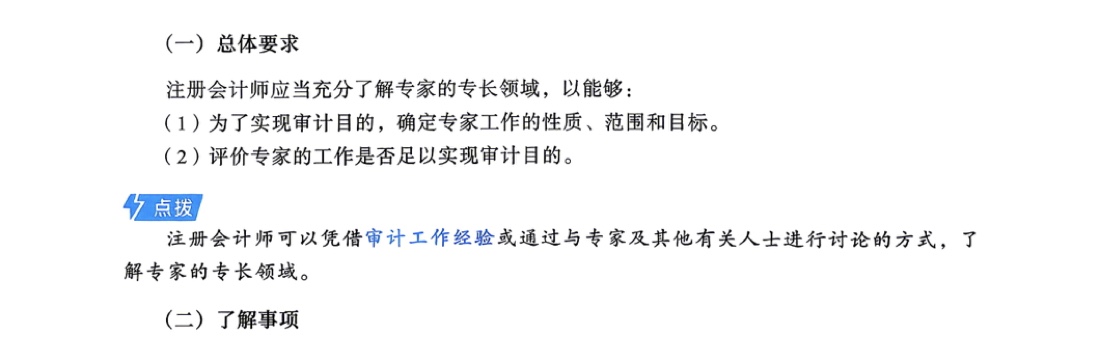 （一）总体要求
注册会计师应当充分了解专家的专长领域，以能够：
（1）为了实现审计目的，确定专家工作的性质、范围和目标。
（2）评价专家的工作是否足以实现审计目的。
点拨
注册会计师可以凭借审计工作经验或通过与专家及其他有关人士进行讨论的方式，了
解专家的专长领域。
（二）了解事项